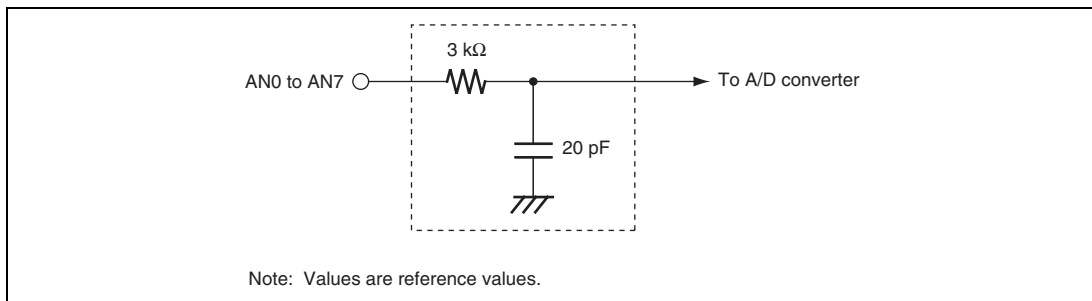 3 kΩ
AN0 to AN7
To A/D converter
20 pF
Note: Values are reference values.